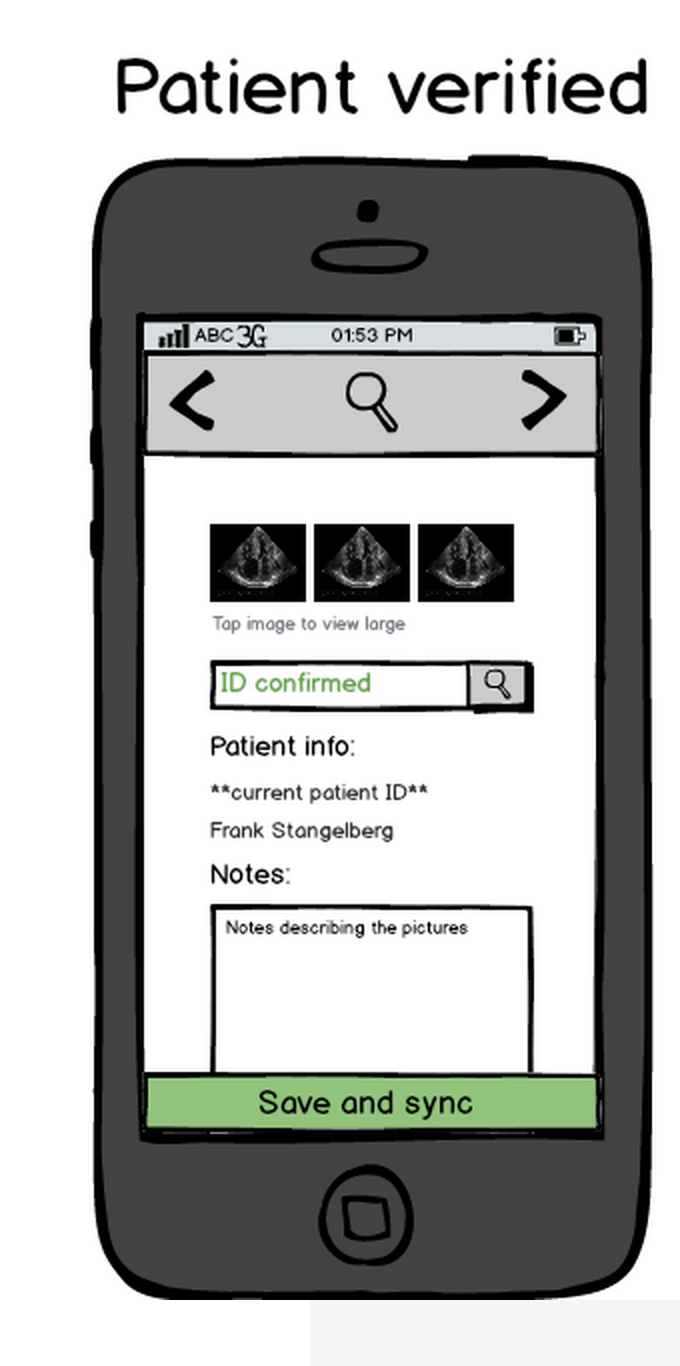 Patient verified
ABC 3G 01:53 PM
Tap image to view large
ID confirmed
Patient info:
**current patient ID**
Frank Stangelberg
Notes:
Notes describing the pictures
Save and sync